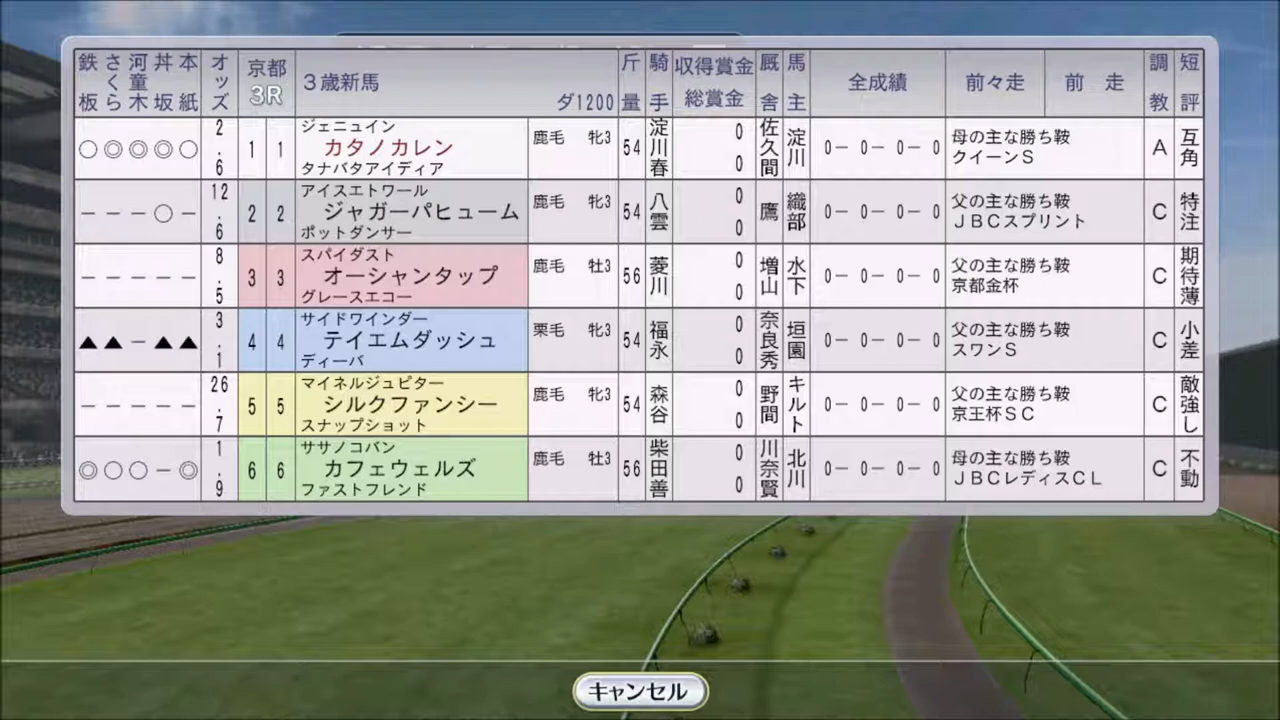 鉄板 さくら 河童木 丼坂 本紙 オッズ 京都 3R 3歳新馬 ダ1200 斤量 騎手 収得賞金 総賞金 厩舎 馬主 全成績 前々走 前 走 調教 短評
○ ◎ ◎ ◎ ○ 2.6 1 1 ジェニュイン 鹿毛 牝3 54 淀川春 0 佐久間 淀川 0- 0- 0- 0 母の主な勝ち鞍 A 互角
カタノカレン
タナバタアイディア 0 クイーンS
- - - ○ - 12.6 2 2 アイスエトワール 鹿毛 牝3 54 八雲 0 鷹 織部 0- 0- 0- 0 父の主な勝ち鞍 C 特注
ジャガーパヒューム
ポットダンサー 0 JBCスプリント
- - - - - 8.5 3 3 スパイダスト 鹿毛 牡3 56 菱川 0 増山 水下 0- 0- 0- 0 父の主な勝ち鞍 C 期待薄
オーシャンタップ
グレースエコー 0 京都金杯
▲ ▲ - ▲ ▲ 3.1 4 4 サイドワインダー 栗毛 牝3 54 福永 0 奈良秀 垣園 0- 0- 0- 0 父の主な勝ち鞍 C 小差
テイエムダッシュ
ディーバ 0 スワンS
- - - - - 26.7 5 5 マイネルジュピター 鹿毛 牝3 54 森谷 0 野間 キルト 0- 0- 0- 0 父の主な勝ち鞍 C 敵強し
シルクファンシー
スナップショット 0 京王杯SC
◎ ○ ○ - ◎ 1.9 6 6 ササノコバン 鹿毛 牡3 56 柴田善 0 川奈賢 北川 0- 0- 0- 0 母の主な勝ち鞍 C 不動
カフェウェルズ
ファストフレンド 0 JBCレディスCL
キャンセル